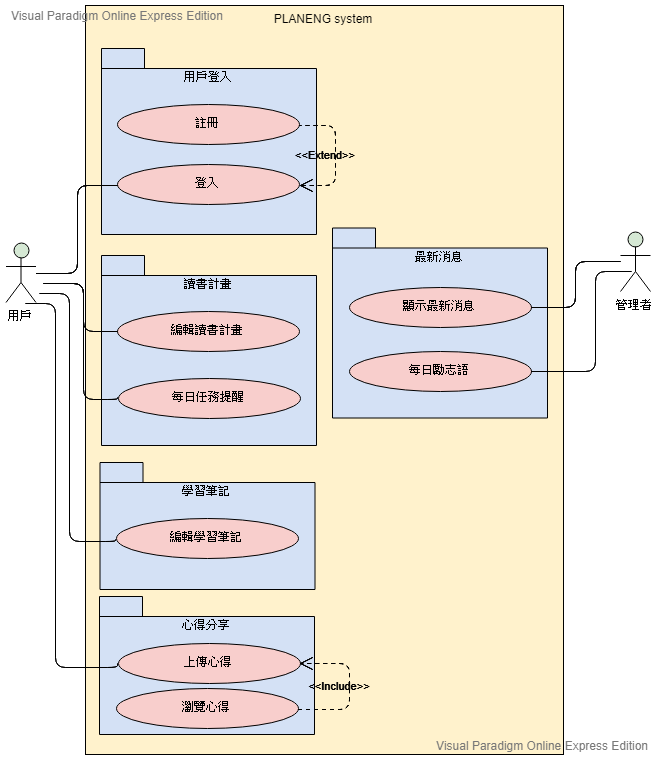 Visual Paradigm Online Express Edition
PLANENG system
用戶登入
註冊
<<Extend>>
登入
用戶
讀書計畫
編輯讀書計畫
每日任務提醒
最新消息
顯示最新消息
每日勵志語
管理者
學習筆記
編輯學習筆記
心得分享
上傳心得
<<Include>>
瀏覽心得
Visual Paradigm Online Express Edition